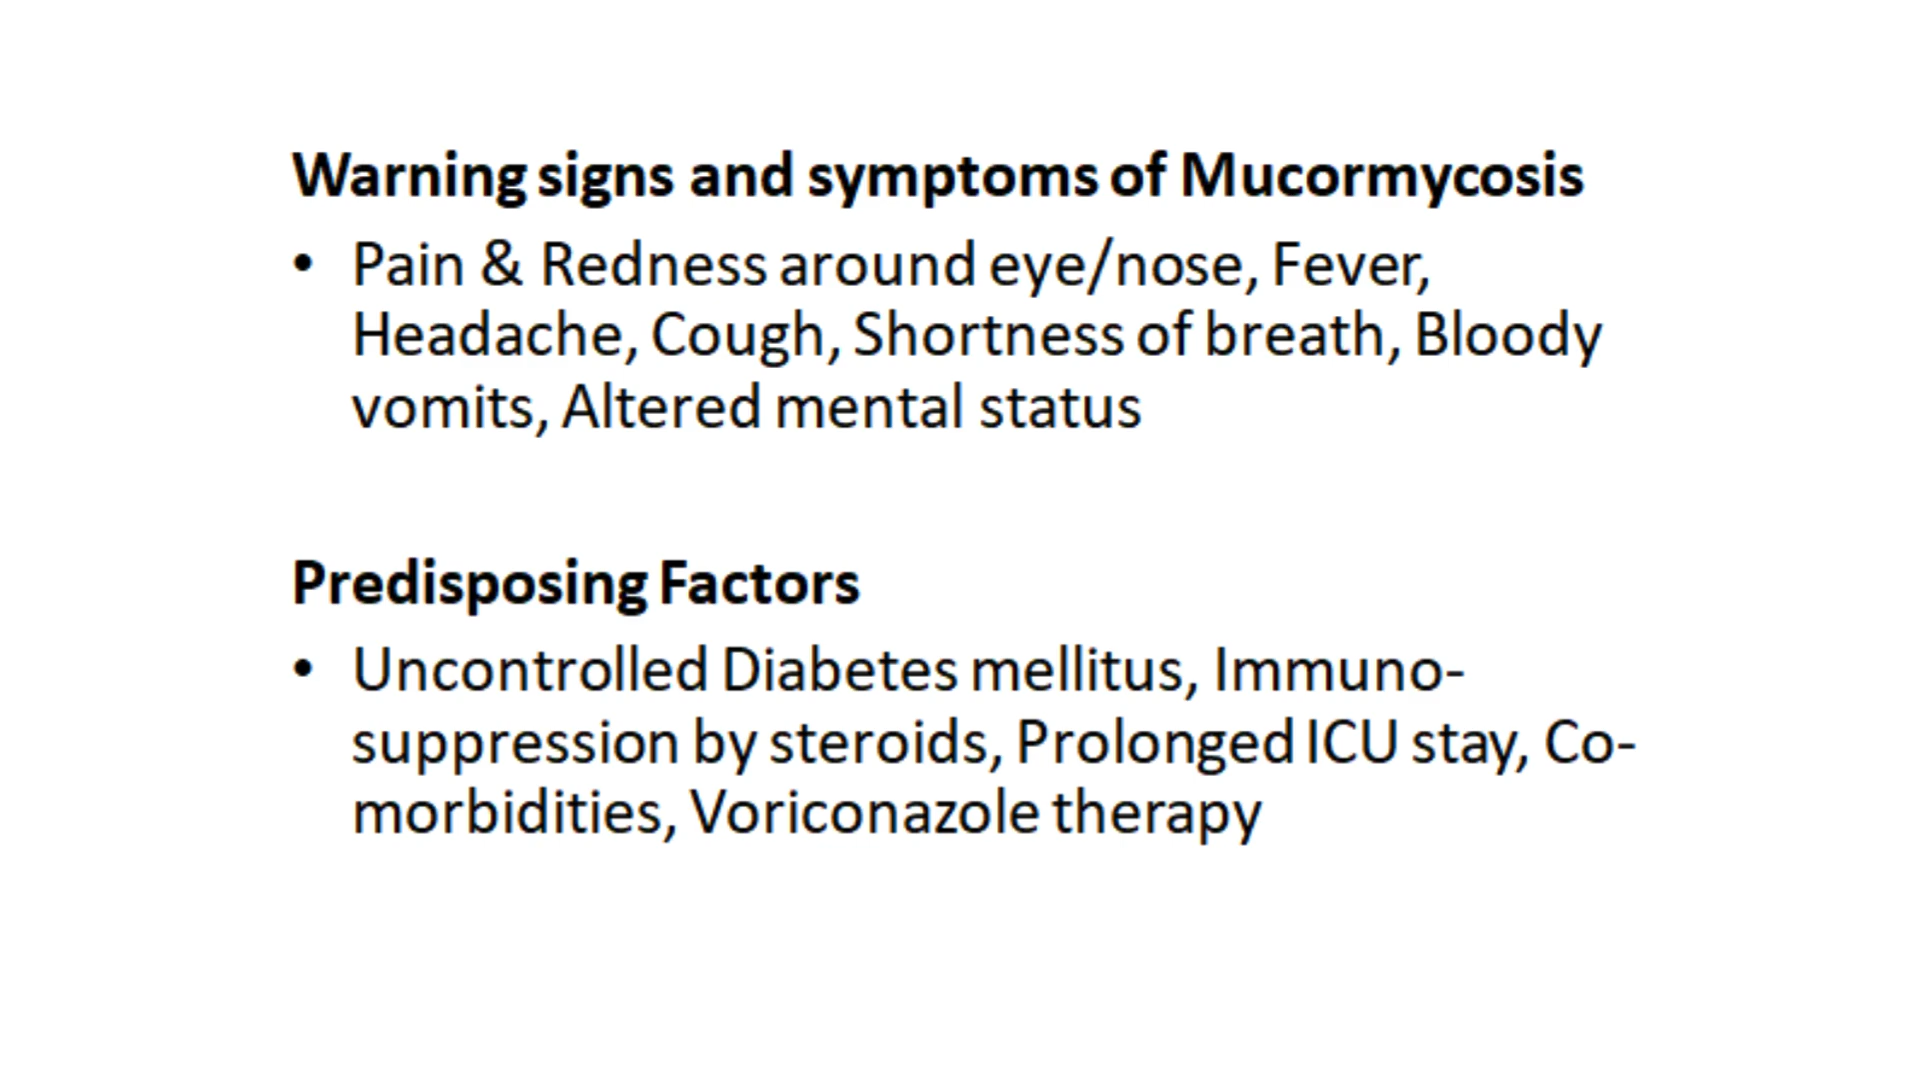 Warning signs and symptoms of Mucormycosis
• Pain & Redness around eye/nose, Fever,
Headache, Cough, Shortness of breath, Bloody
vomits, Altered mental status
Predisposing Factors
• Uncontrolled Diabetes mellitus, Immuno-
suppression by steroids, Prolonged ICU stay, Co-
morbidities, Voriconazole therapy